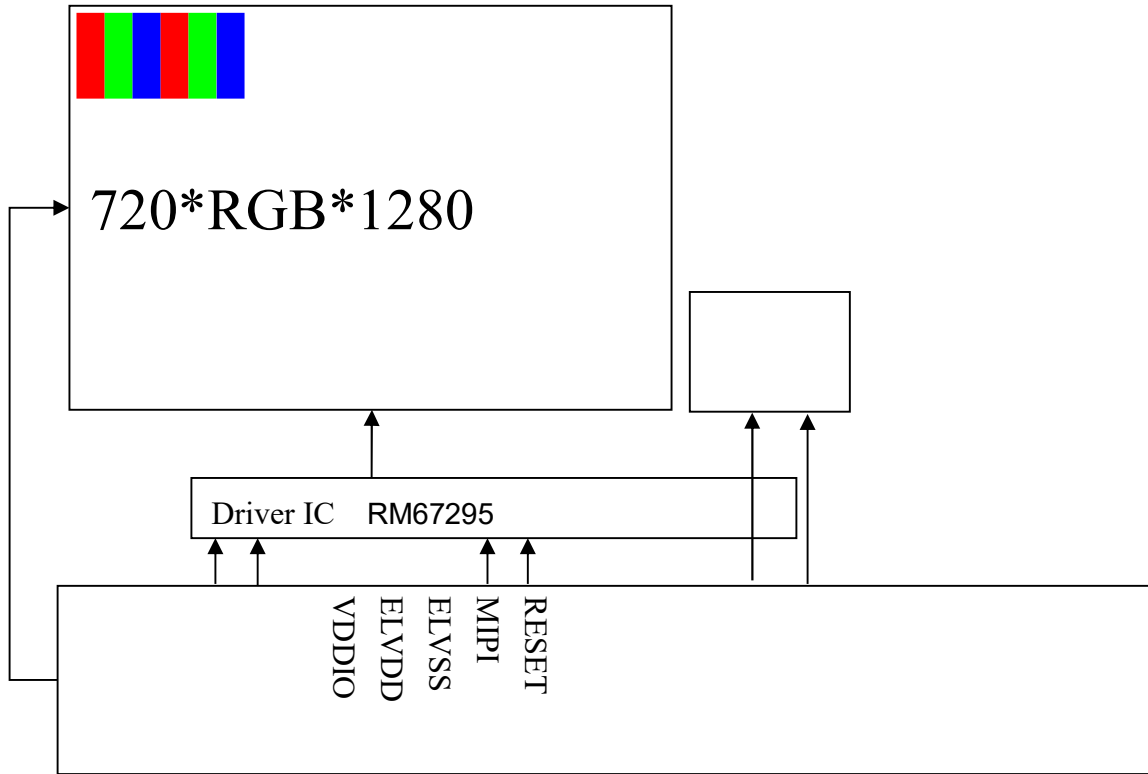 720*RGB*1280
Driver IC RM67295
VDDIO
ELVDD
ELVSS
MIPI
RESET